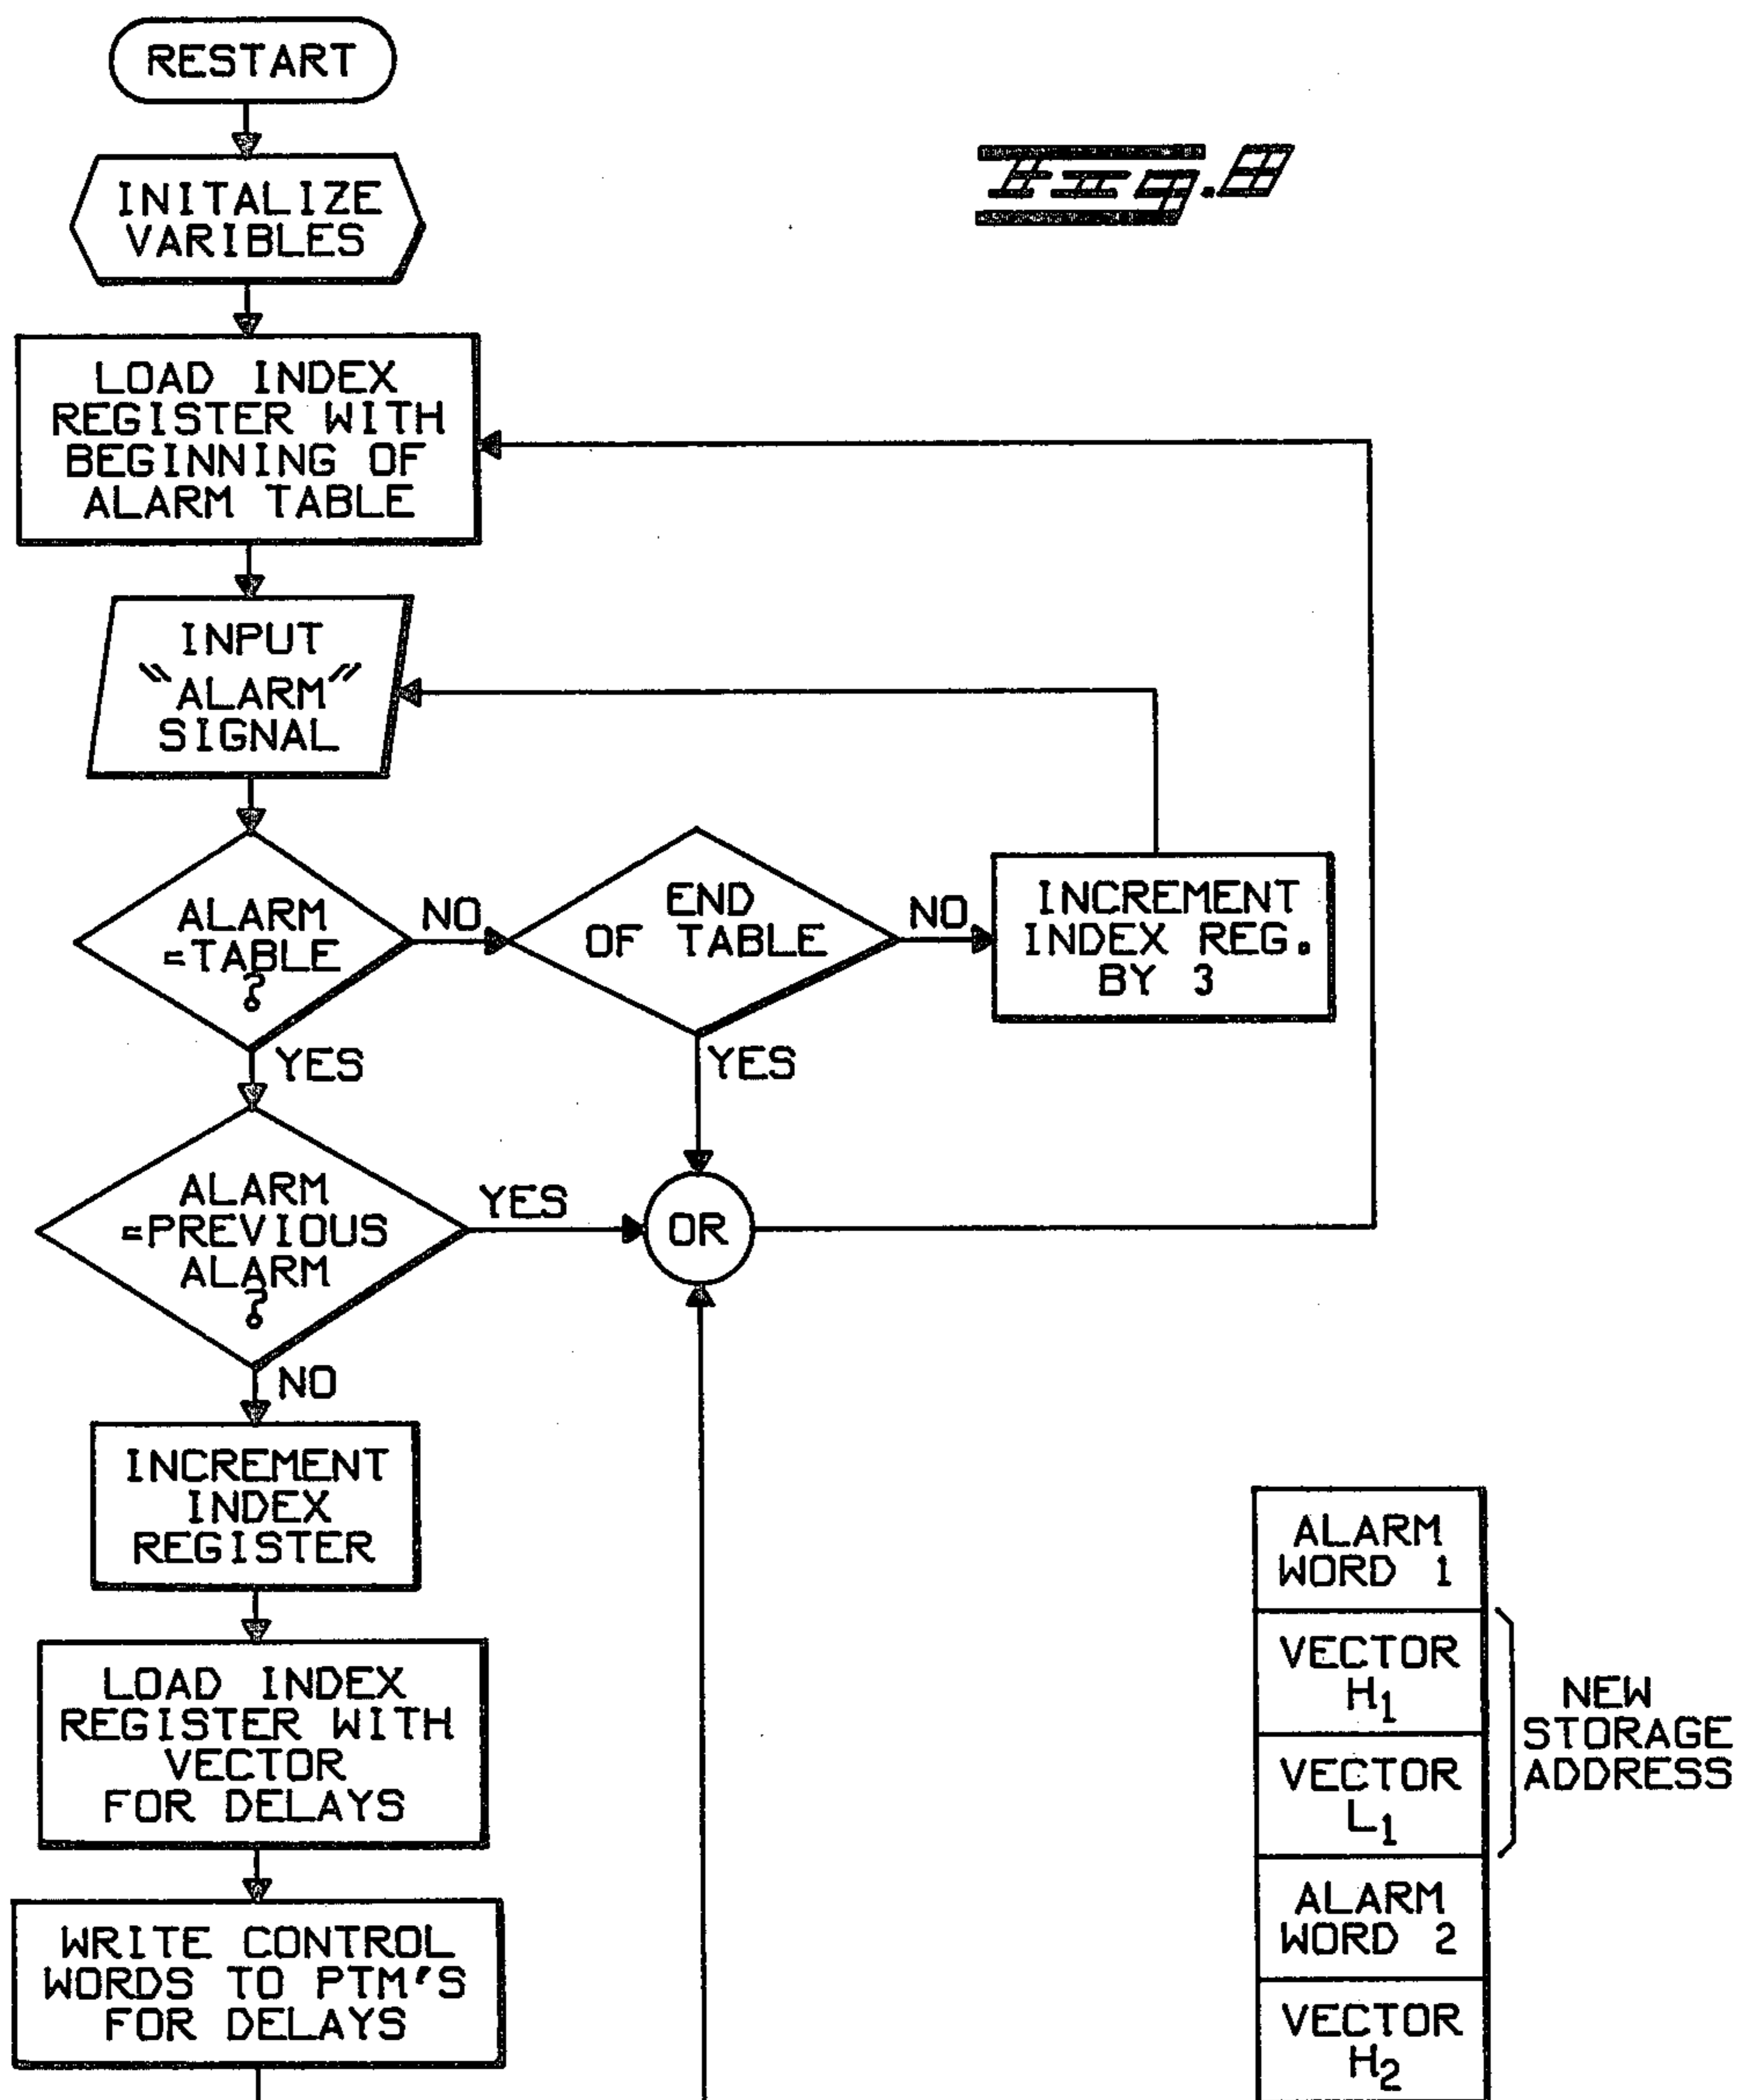 RESTART
Fig. 8
INITALIZE
VARIBLES
LOAD INDEX
REGISTER WITH
BEGINNING OF
ALARM TABLE
INPUT
"ALARM"
SIGNAL
ALARM
=TABLE
?
NO
END
OF TABLE
NO
INCREMENT
INDEX REG.
BY 3
YES
YES
ALARM
=PREVIOUS
ALARM
?
YES
OR
NO
INCREMENT
INDEX
REGISTER
LOAD INDEX
REGISTER WITH
VECTOR
FOR DELAYS
WRITE CONTROL
WORDS TO PTM'S
FOR DELAYS
ALARM
WORD 1
VECTOR
H1
VECTOR
L1
NEW
STORAGE
ADDRESS
ALARM
WORD 2
VECTOR
H2